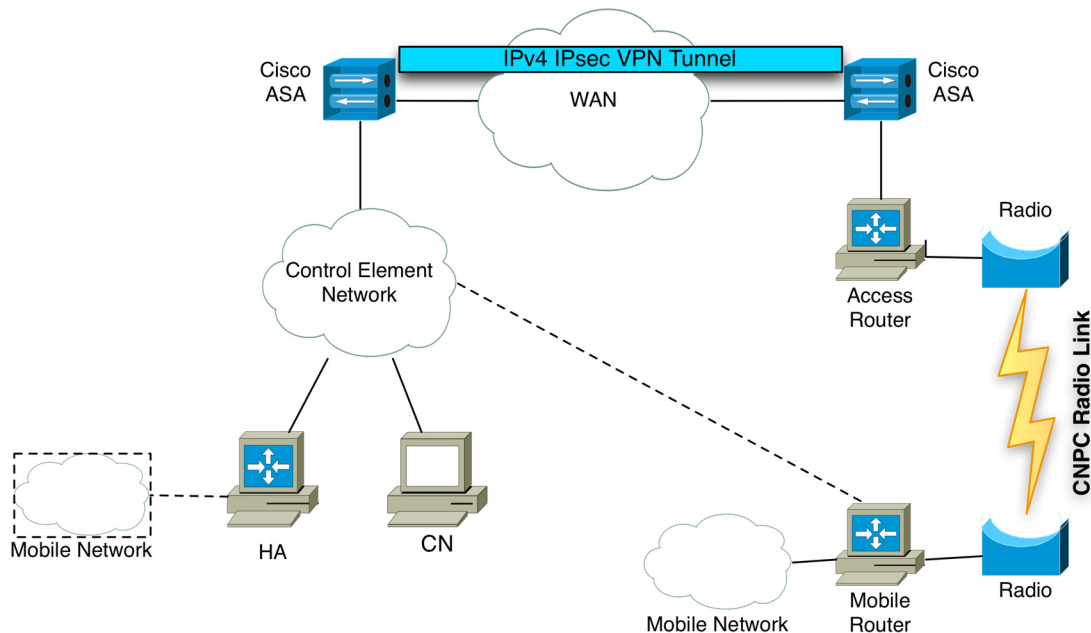 IPv4 IPsec VPN Tunnel
Cisco
ASA
WAN
Cisco
ASA
Radio
Control Element
Network
Access
Router
CNPC Radio Link
Mobile Network
HA
CN
Mobile Network
Mobile
Router
Radio